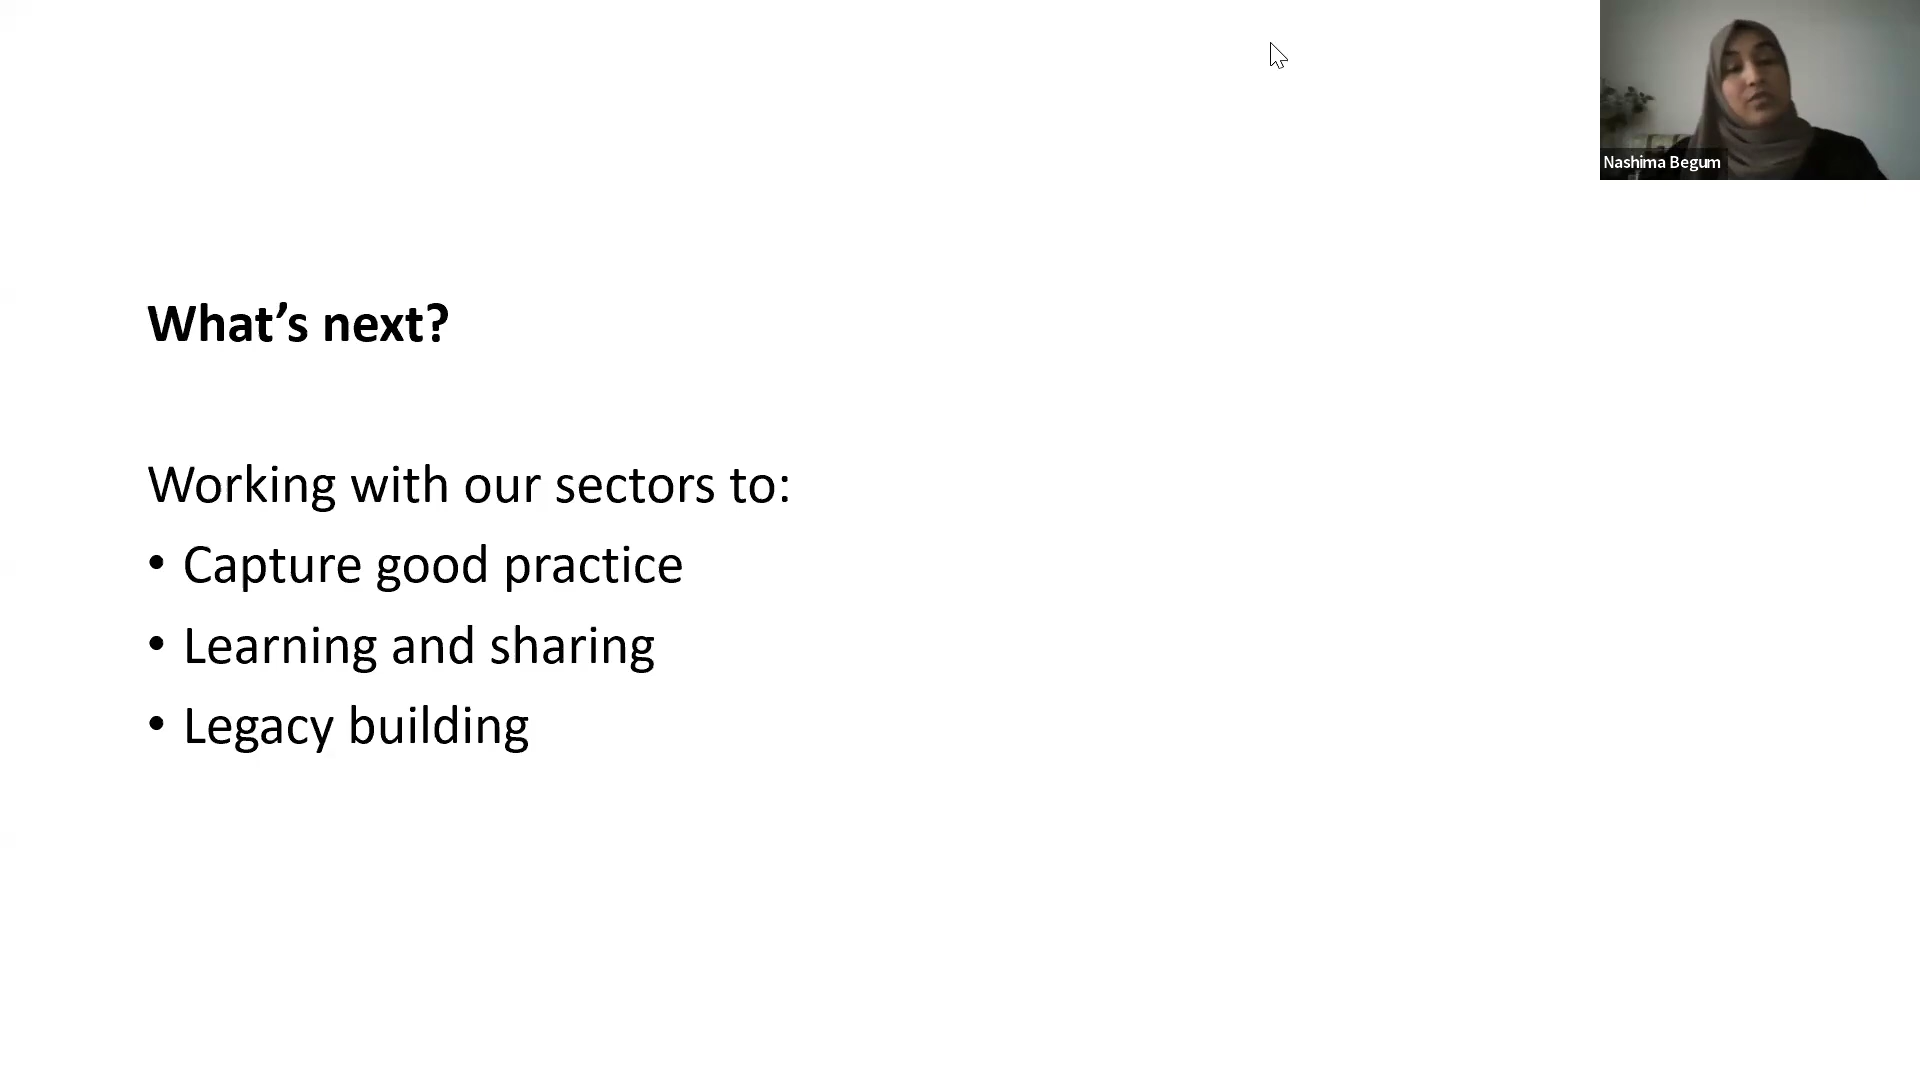 Nashima Begum
What’s next?
Working with our sectors to:
• Capture good practice
• Learning and sharing
• Legacy building